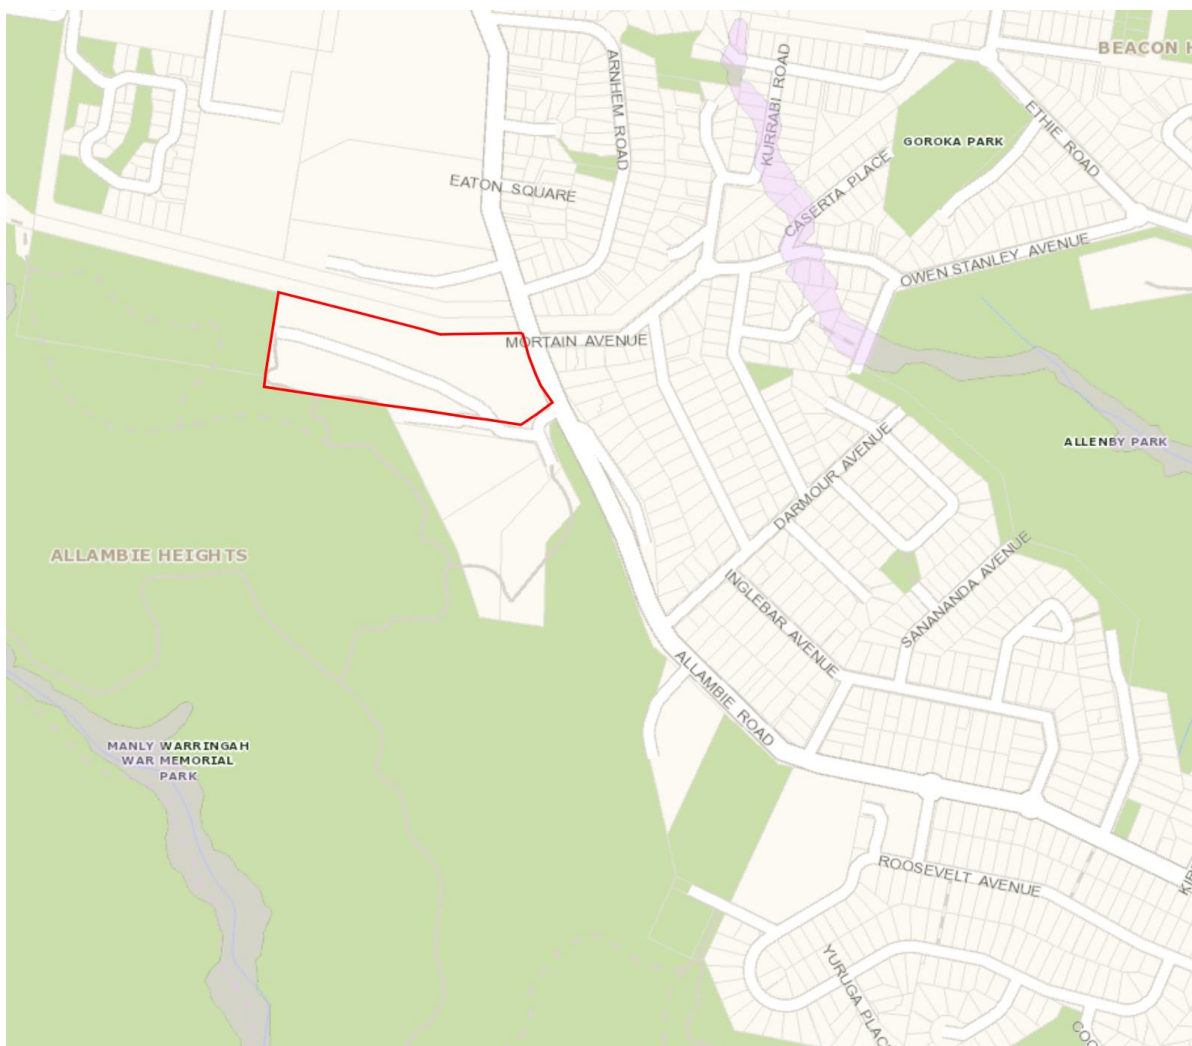 BEACON H
ARNHEM ROAD
KURRABI ROAD
ETHIE ROAD
GOROKA PARK
EATON SQUARE
CASERTA PLACE
OWEN STANLEY AVENUE
MORTAIN AVENUE
ALLENBY PARK
DARMOUR AVENUE
ALLAMBIE HEIGHTS
INGLEBAR AVENUE
SANANANDA AVENUE
ALLAMBIE ROAD
MANLY WARRINGAH
WAR MEMORIAL
PARK
ROOSEVELT AVENUE
KIR
YURUGA PLACE
COO